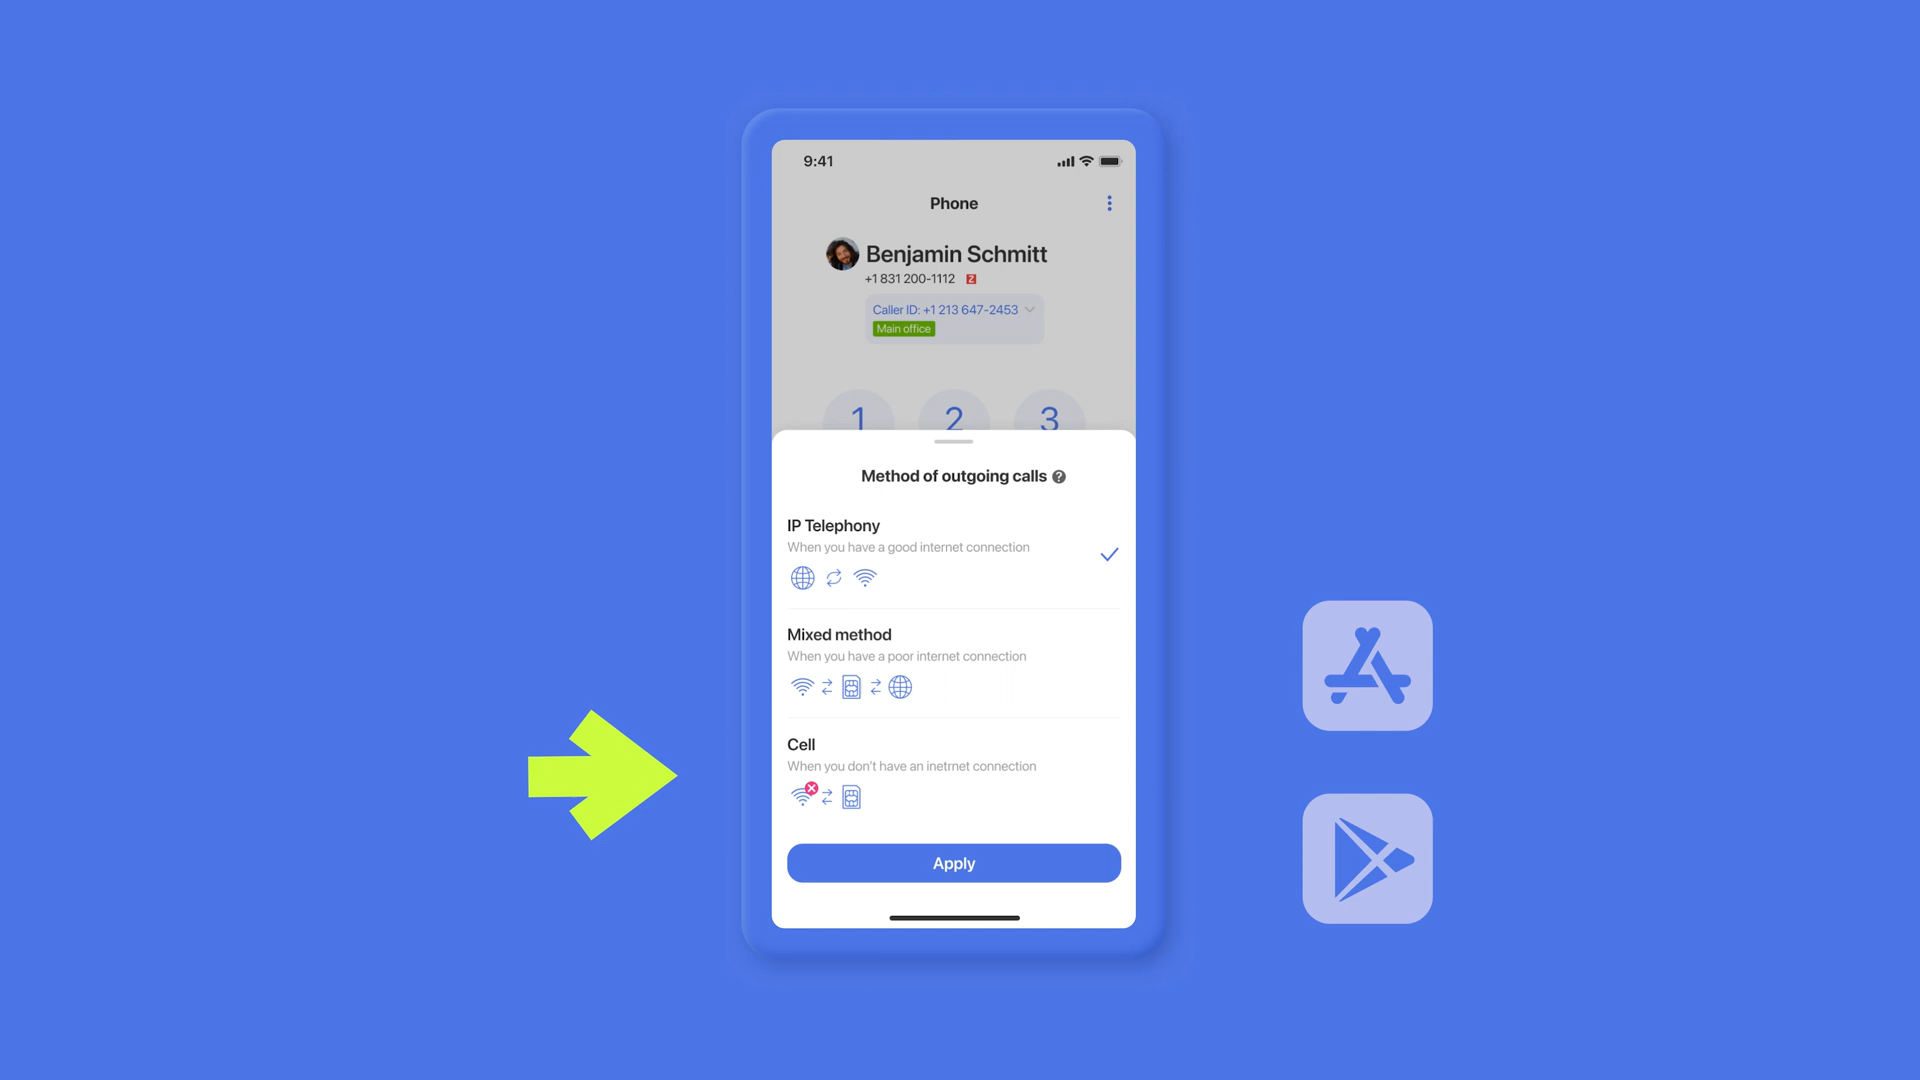 9:41
Phone
Benjamin Schmitt
+1 831 200-1112 Z
Caller ID: +1 213 647-2453
Main office
1 2 3
Method of outgoing calls ?
IP Telephony
When you have a good internet connection
Mixed method
When you have a poor internet connection
Cell
When you don't have an inetrnet connection
Apply